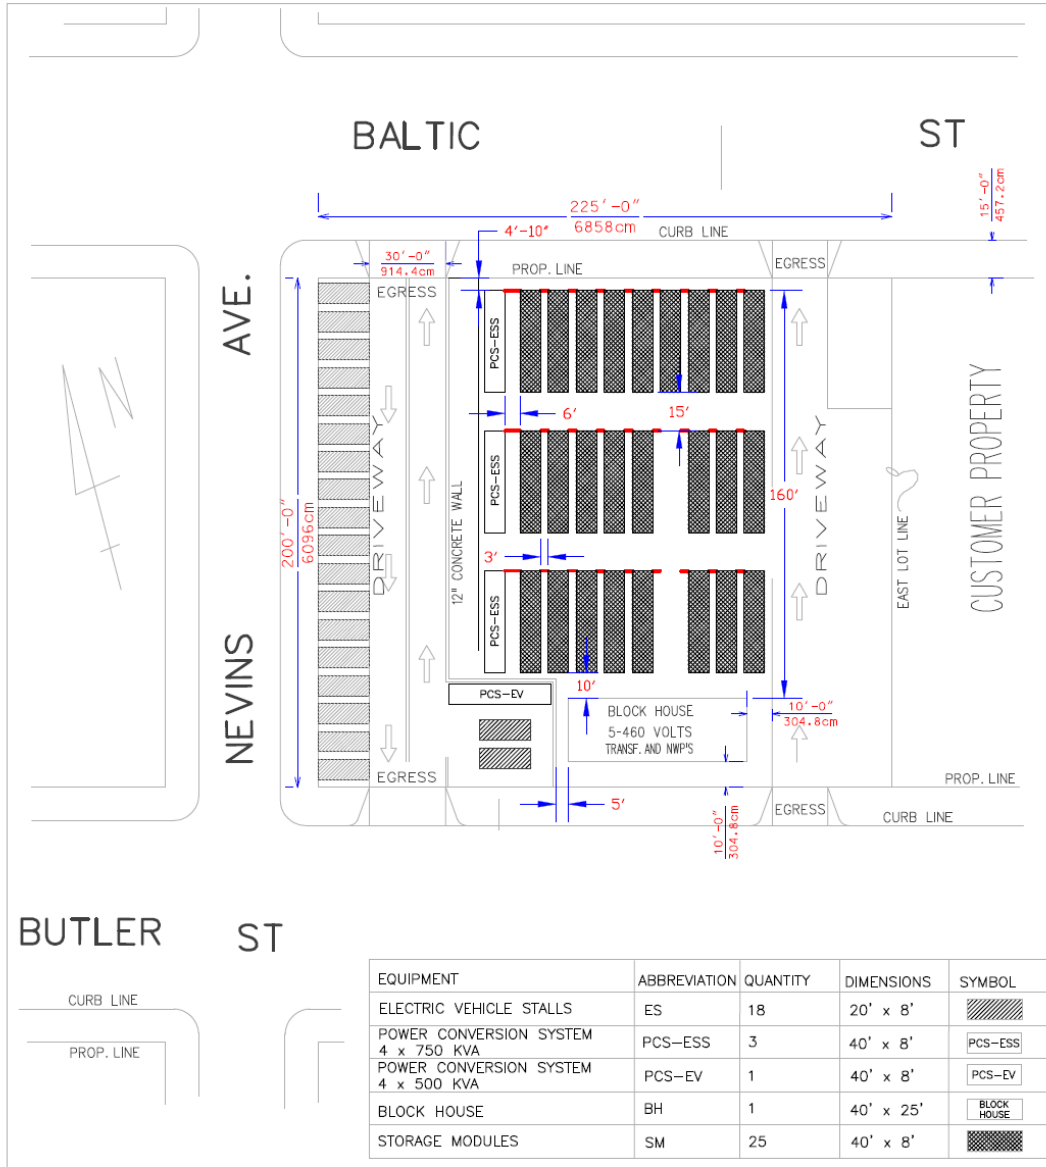 BALTIC ST
15'-0"
457.2cm
225'-0"
6858cm
4'-10"
CURB LINE
30'-0"
914.4cm
PROP. LINE
EGRESS
EGRESS
AVE.
PCS-ESS
6'
15'
DRIVEWAY
DRIVEWAY
CUSTOMER PROPERTY
PCS-ESS
12" CONCRETE WALL
160'
200'-0"
6096cm
EAST LOT LINE
3'
PCS-ESS
NEVINS
10'
PCS-EV
BLOCK HOUSE
5-460 VOLTS
TRANSF. AND NWP'S
10'-0"
304.8cm
EGRESS
PROP. LINE
5'
EGRESS
CURB LINE
10'-0"
304.8cm
BUTLER ST
CURB LINE
PROP. LINE
EQUIPMENT ABBREVIATION QUANTITY DIMENSIONS SYMBOL
ELECTRIC VEHICLE STALLS ES 18 20' x 8'
POWER CONVERSION SYSTEM
4 x 750 KVA PCS-ESS 3 40' x 8' PCS-ESS
POWER CONVERSION SYSTEM
4 x 500 KVA PCS-EV 1 40' x 8' PCS-EV
BLOCK HOUSE BH 1 40' x 25' BLOCK
HOUSE
STORAGE MODULES SM 25 40' x 8'